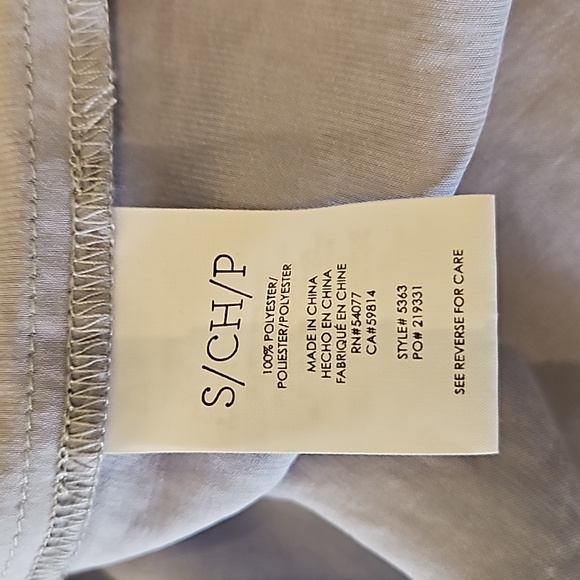 S/CH/P
100% POLYESTER/
POLIESTER/POLYESTER
MADE IN CHINA
HECHO EN CHINA
FABRIQUÉ EN CHINE
RN#54077
CA#59814
STYLE# 5363
PO# 219331
SEE REVERSE FOR CARE